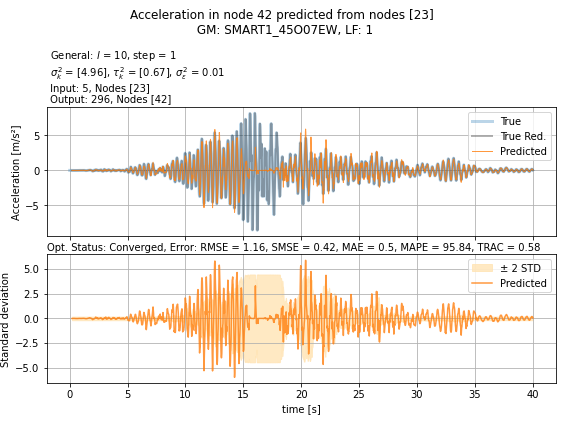 Acceleration in node 42 predicted from nodes [23]
GM: SMART1_45O07EW, LF: 1
General: l = 10, step = 1
σ²ₖ = [4.96], τ²ₖ = [0.67], σ²ε = 0.01
Input: 5, Nodes [23]
Output: 296, Nodes [42]
Acceleration [m/s²]
5
0
−5
True
True Red.
Predicted
Opt. Status: Converged, Error: RMSE = 1.16, SMSE = 0.42, MAE = 0.5, MAPE = 95.84, TRAC = 0.58
Standard deviation
5.0
2.5
0.0
−2.5
−5.0
± 2 STD
Predicted
0 5 10 15 20 25 30 35 40
time [s]